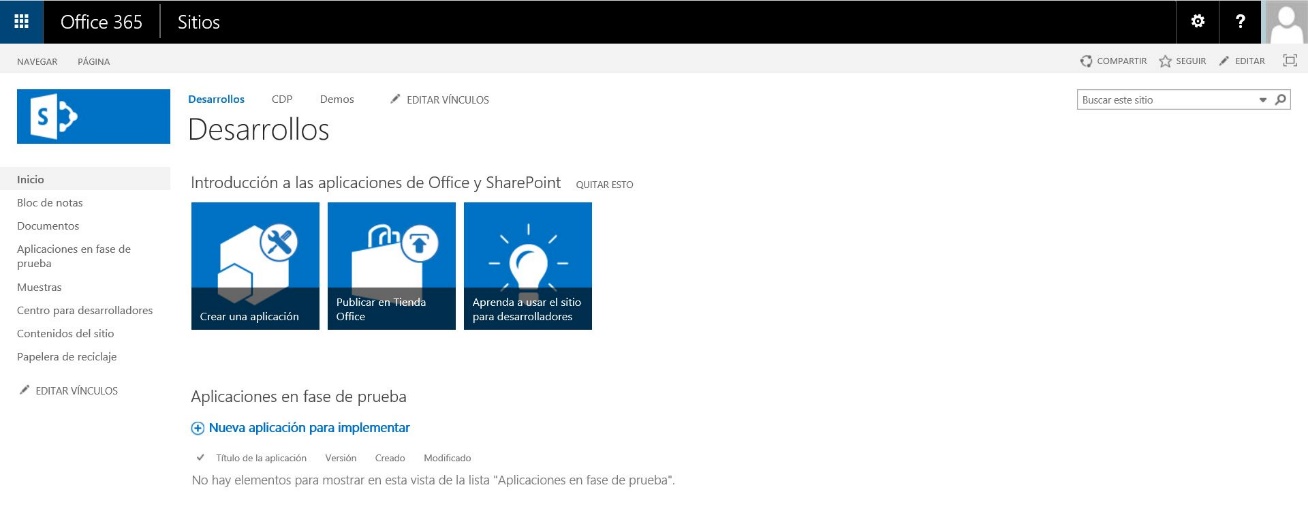 Office 365 Sitios ?
NAVEGAR PÁGINA COMPARTIR SEGUIR EDITAR
S
Desarrollos CDP Demos EDITAR VÍNCULOS Buscar este sitio
Desarrollos
Inicio
Bloc de notas
Documentos
Aplicaciones en fase de
prueba
Muestras
Centro para desarrolladores
Contenidos del sitio
Papelera de reciclaje
EDITAR VÍNCULOS
Introducción a las aplicaciones de Office y SharePoint QUITAR ESTO
Crear una aplicación
Publicar en Tienda
Office
Aprenda a usar el sitio
para desarrolladores
Aplicaciones en fase de prueba
Nueva aplicación para implementar
Título de la aplicación Versión Creado Modificado
No hay elementos para mostrar en esta vista de la lista "Aplicaciones en fase de prueba".